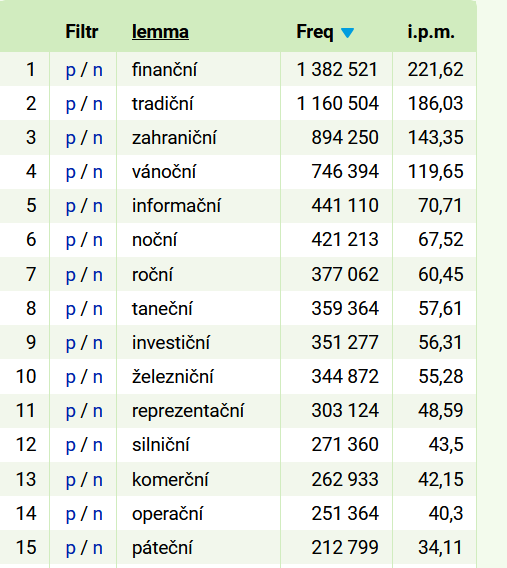 Filtr lemma Freq i.p.m.
1 p / n finanční 1 382 521 221,62
2 p / n tradiční 1 160 504 186,03
3 p / n zahraniční 894 250 143,35
4 p / n vánoční 746 394 119,65
5 p / n informační 441 110 70,71
6 p / n noční 421 213 67,52
7 p / n roční 377 062 60,45
8 p / n taneční 359 364 57,61
9 p / n investiční 351 277 56,31
10 p / n železniční 344 872 55,28
11 p / n reprezentační 303 124 48,59
12 p / n silniční 271 360 43,5
13 p / n komerční 262 933 42,15
14 p / n operační 251 364 40,3
15 p / n páteční 212 799 34,11